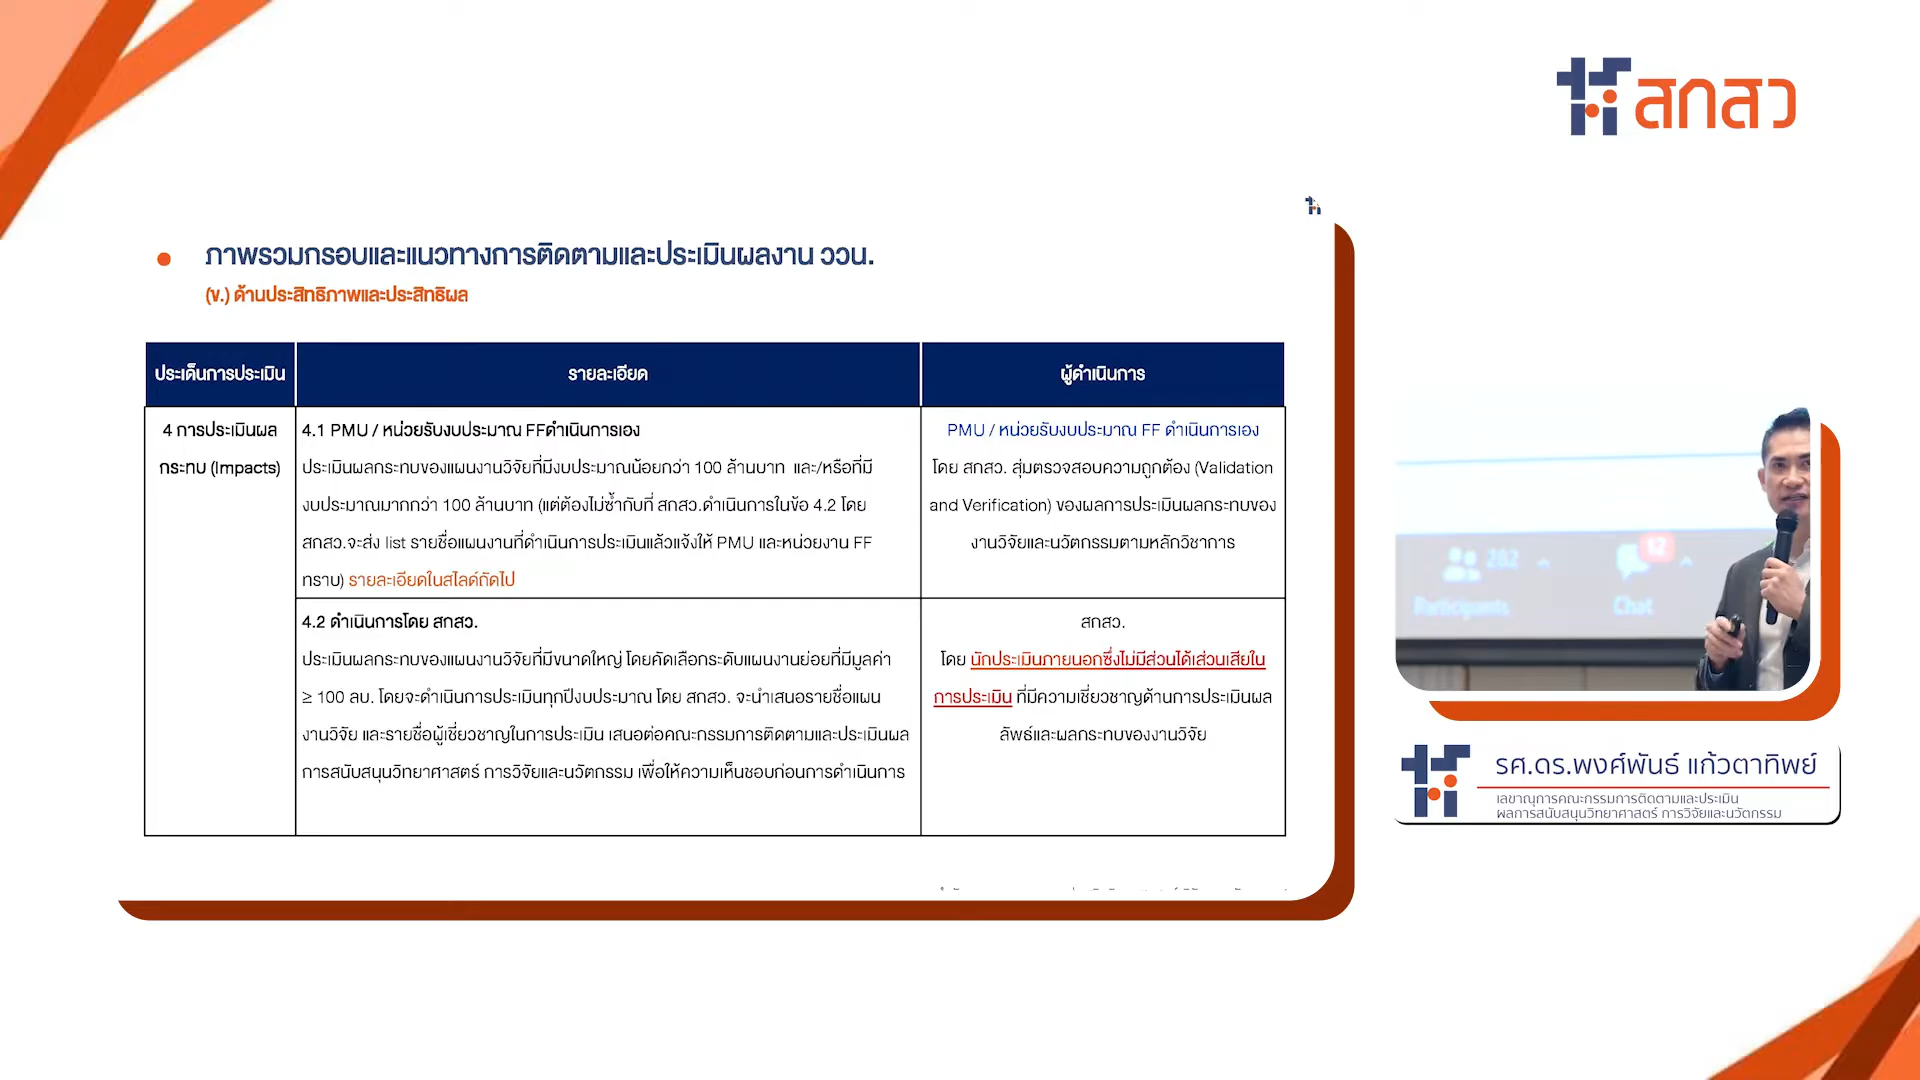 สกสว
ภาพรวมกรอบและแนวทางการติดตามและประเมินผลงาน ววน.
(ข.) ด้านประสิทธิภาพและประสิทธิผล
ประเด็นการประเมิน
รายละเอียด
ผู้ดำเนินการ
4 การประเมินผล
กระทบ (Impacts)
4.1 PMU / หน่วยรับงบประมาณ FFดำเนินการเอง
ประเมินผลกระทบของแผนงานวิจัยที่มีงบประมาณน้อยกว่า 100 ล้านบาท และ/หรือที่มี
งบประมาณมากกว่า 100 ล้านบาท (แต่ต้องไม่ซ้ำกับที่ สกสว.ดำเนินการในข้อ 4.2 โดย
สกสว.จะส่ง list รายชื่อแผนงานที่ดำเนินการประเมินแล้วแจ้งให้ PMU และหน่วยงาน FF
ทราบ) รายละเอียดในสไลด์ถัดไป
PMU / หน่วยรับงบประมาณ FF ดำเนินการเอง
โดย สกสว. สุ่มตรวจสอบความถูกต้อง (Validation
and Verification) ของผลการประเมินผลกระทบของ
งานวิจัยและนวัตกรรมตามหลักวิชาการ
4.2 ดำเนินการโดย สกสว.
ประเมินผลกระทบของแผนงานวิจัยที่มีขนาดใหญ่ โดยคัดเลือกระดับแผนงานย่อยที่มีมูลค่า
≥ 100 ลบ. โดยจะดำเนินการประเมินทุกปีงบประมาณ โดย สกสว. จะนำเสนอรายชื่อแผน
งานวิจัย และรายชื่อผู้เชี่ยวชาญในการประเมิน เสนอต่อคณะกรรมการติดตามและประเมินผล
การสนับสนุนวิทยาศาสตร์ การวิจัยและนวัตกรรม เพื่อให้ความเห็นชอบก่อนการดำเนินการ
สกสว.
โดย นักประเมินภายนอกซึ่งไม่มีส่วนได้เส่วนเสียใน
การประเมิน ที่มีความเชี่ยวชาญด้านการประเมินผล
ลัพธ์และผลกระทบของงานวิจัย
282
12
Participants
Chat
รศ.ดร.พงศ์พันธ์ แก้วตาทิพย์
เลขานุการคณะกรรมการติดตามและประเมิน
ผลการสนับสนุนวิทยาศาสตร์ การวิจัยและนวัตกรรม